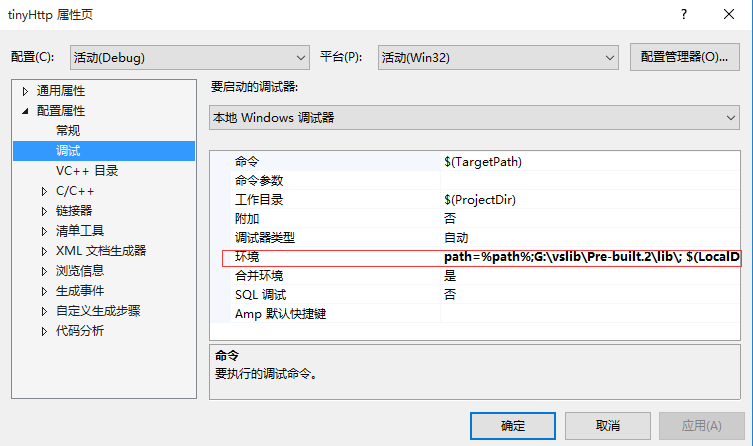 tinyHttp 属性页
配置(C): 活动(Debug) 平台(P): 活动(Win32) 配置管理器(O)...
通用属性
配置属性
常规
调试
VC++ 目录
C/C++
链接器
清单工具
XML 文档生成器
浏览信息
生成事件
自定义生成步骤
代码分析
要启动的调试器:
本地 Windows 调试器
命令 $(TargetPath)
命令参数
工作目录 $(ProjectDir)
附加 否
调试器类型 自动
环境 path=%path%;G:\vslib\Pre-built.2\lib\; $(LocalD
合并环境 是
SQL 调试 否
Amp 默认快捷键
命令
要执行的调试命令。
确定 取消 应用(A)